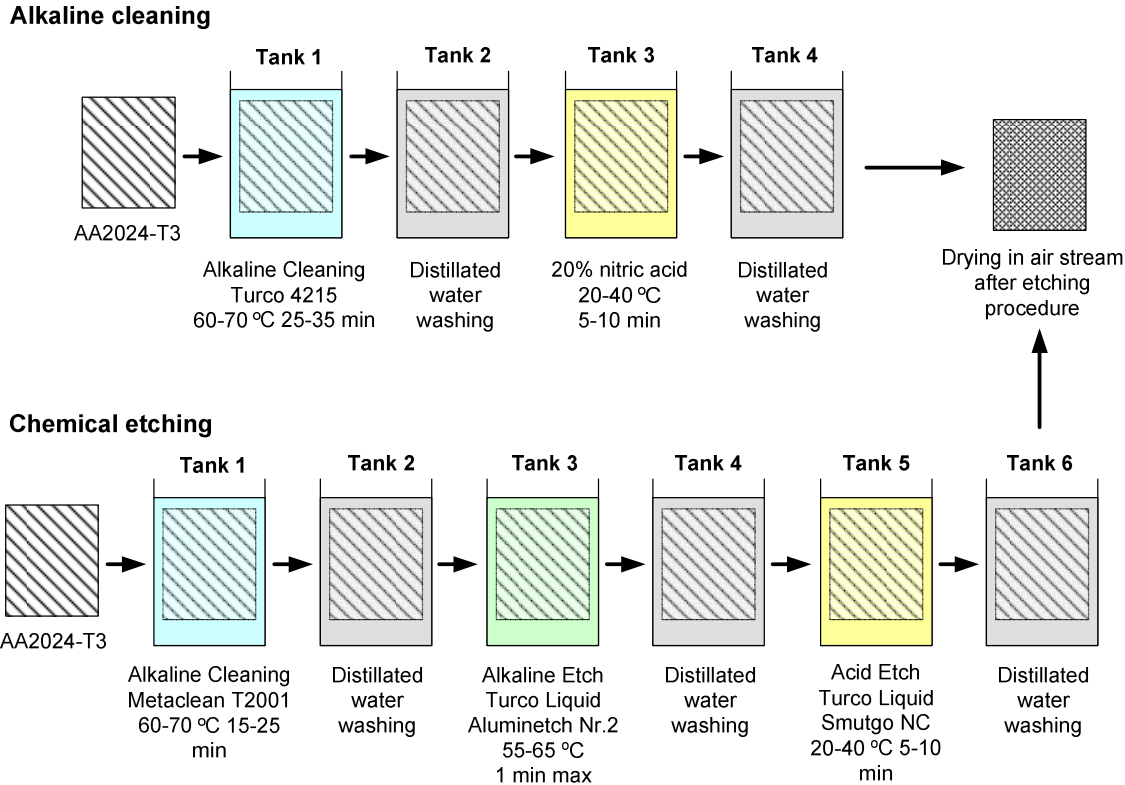 Alkaline cleaning
Tank 1
Tank 2
Tank 3
Tank 4
AA2024-T3
Alkaline Cleaning
Turco 4215
60-70 ºC 25-35 min
Distillated
water
washing
20% nitric acid
20-40 ºC
5-10 min
Distillated
water
washing
Drying in air stream
after etching
procedure
Chemical etching
Tank 1
Tank 2
Tank 3
Tank 4
Tank 5
Tank 6
AA2024-T3
Alkaline Cleaning
Metaclean T2001
60-70 ºC 15-25
min
Distillated
water
washing
Alkaline Etch
Turco Liquid
Aluminetch Nr.2
55-65 ºC
1 min max
Distillated
water
washing
Acid Etch
Turco Liquid
Smutgo NC
20-40 ºC 5-10
min
Distillated
water
washing